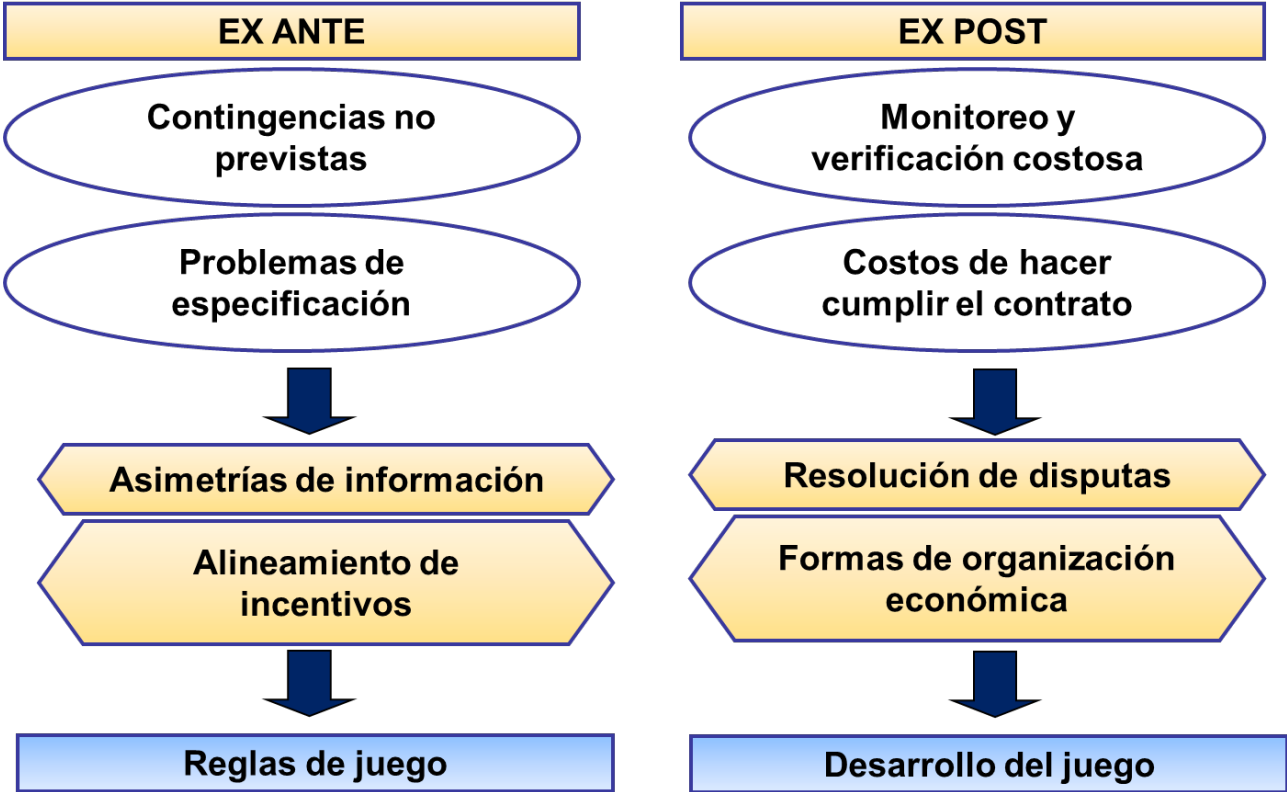 EX ANTE
Contingencias no
previstas
Problemas de
especificación
Asimetrías de información
Alineamiento de
incentivos
Reglas de juego
EX POST
Monitoreo y
verificación costosa
Costos de hacer
cumplir el contrato
Resolución de disputas
Formas de organización
económica
Desarrollo del juego